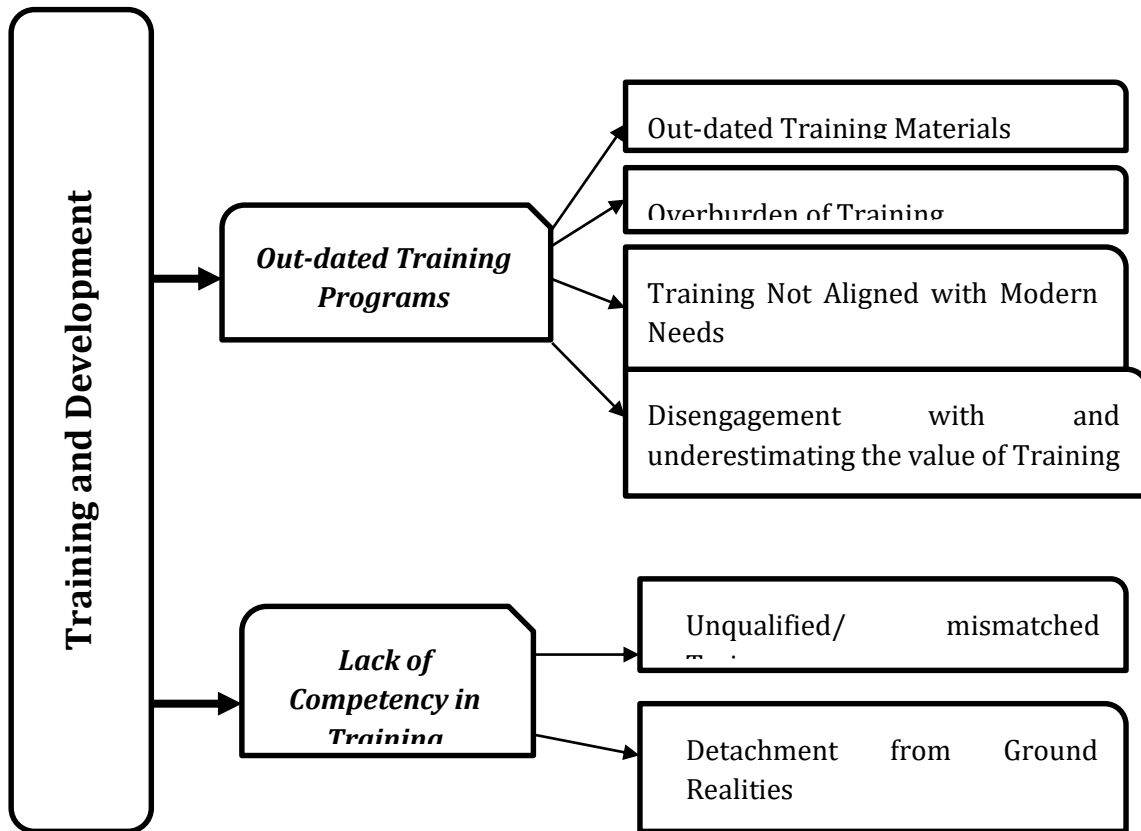 Training and Development
Out-dated Training
Programs
Out-dated Training Materials
Overburden of Training
Training Not Aligned with Modern
Needs
Disengagement with and
underestimating the value of Training
Lack of
Competency in
Training
Unqualified/ mismatched
Detachment from Ground
Realities